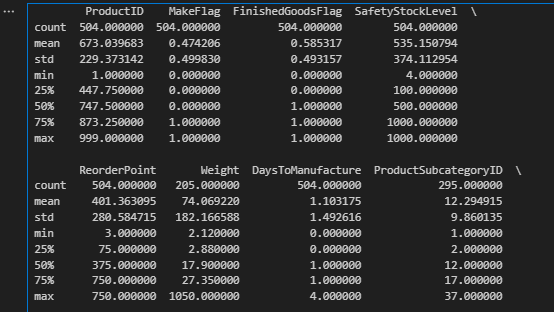 ProductID MakeFlag FinishedGoodsFlag SafetyStockLevel \
count 504.000000 504.000000 504.000000 504.000000
mean 673.039683 0.474206 0.585317 535.150794
std 229.373142 0.499830 0.493157 374.112954
min 1.000000 0.000000 0.000000 4.000000
25% 447.750000 0.000000 0.000000 100.000000
50% 747.500000 0.000000 1.000000 500.000000
75% 873.250000 1.000000 1.000000 1000.000000
max 999.000000 1.000000 1.000000 1000.000000
ReorderPoint Weight DaysToManufacture ProductSubcategoryID \
count 504.000000 205.000000 504.000000 295.000000
mean 401.363095 74.069220 1.103175 12.294915
std 280.584715 182.166588 1.492616 9.860135
min 3.000000 2.120000 0.000000 1.000000
25% 75.000000 2.880000 0.000000 2.000000
50% 375.000000 17.900000 1.000000 12.000000
75% 750.000000 27.350000 1.000000 17.000000
max 750.000000 1050.000000 4.000000 37.000000